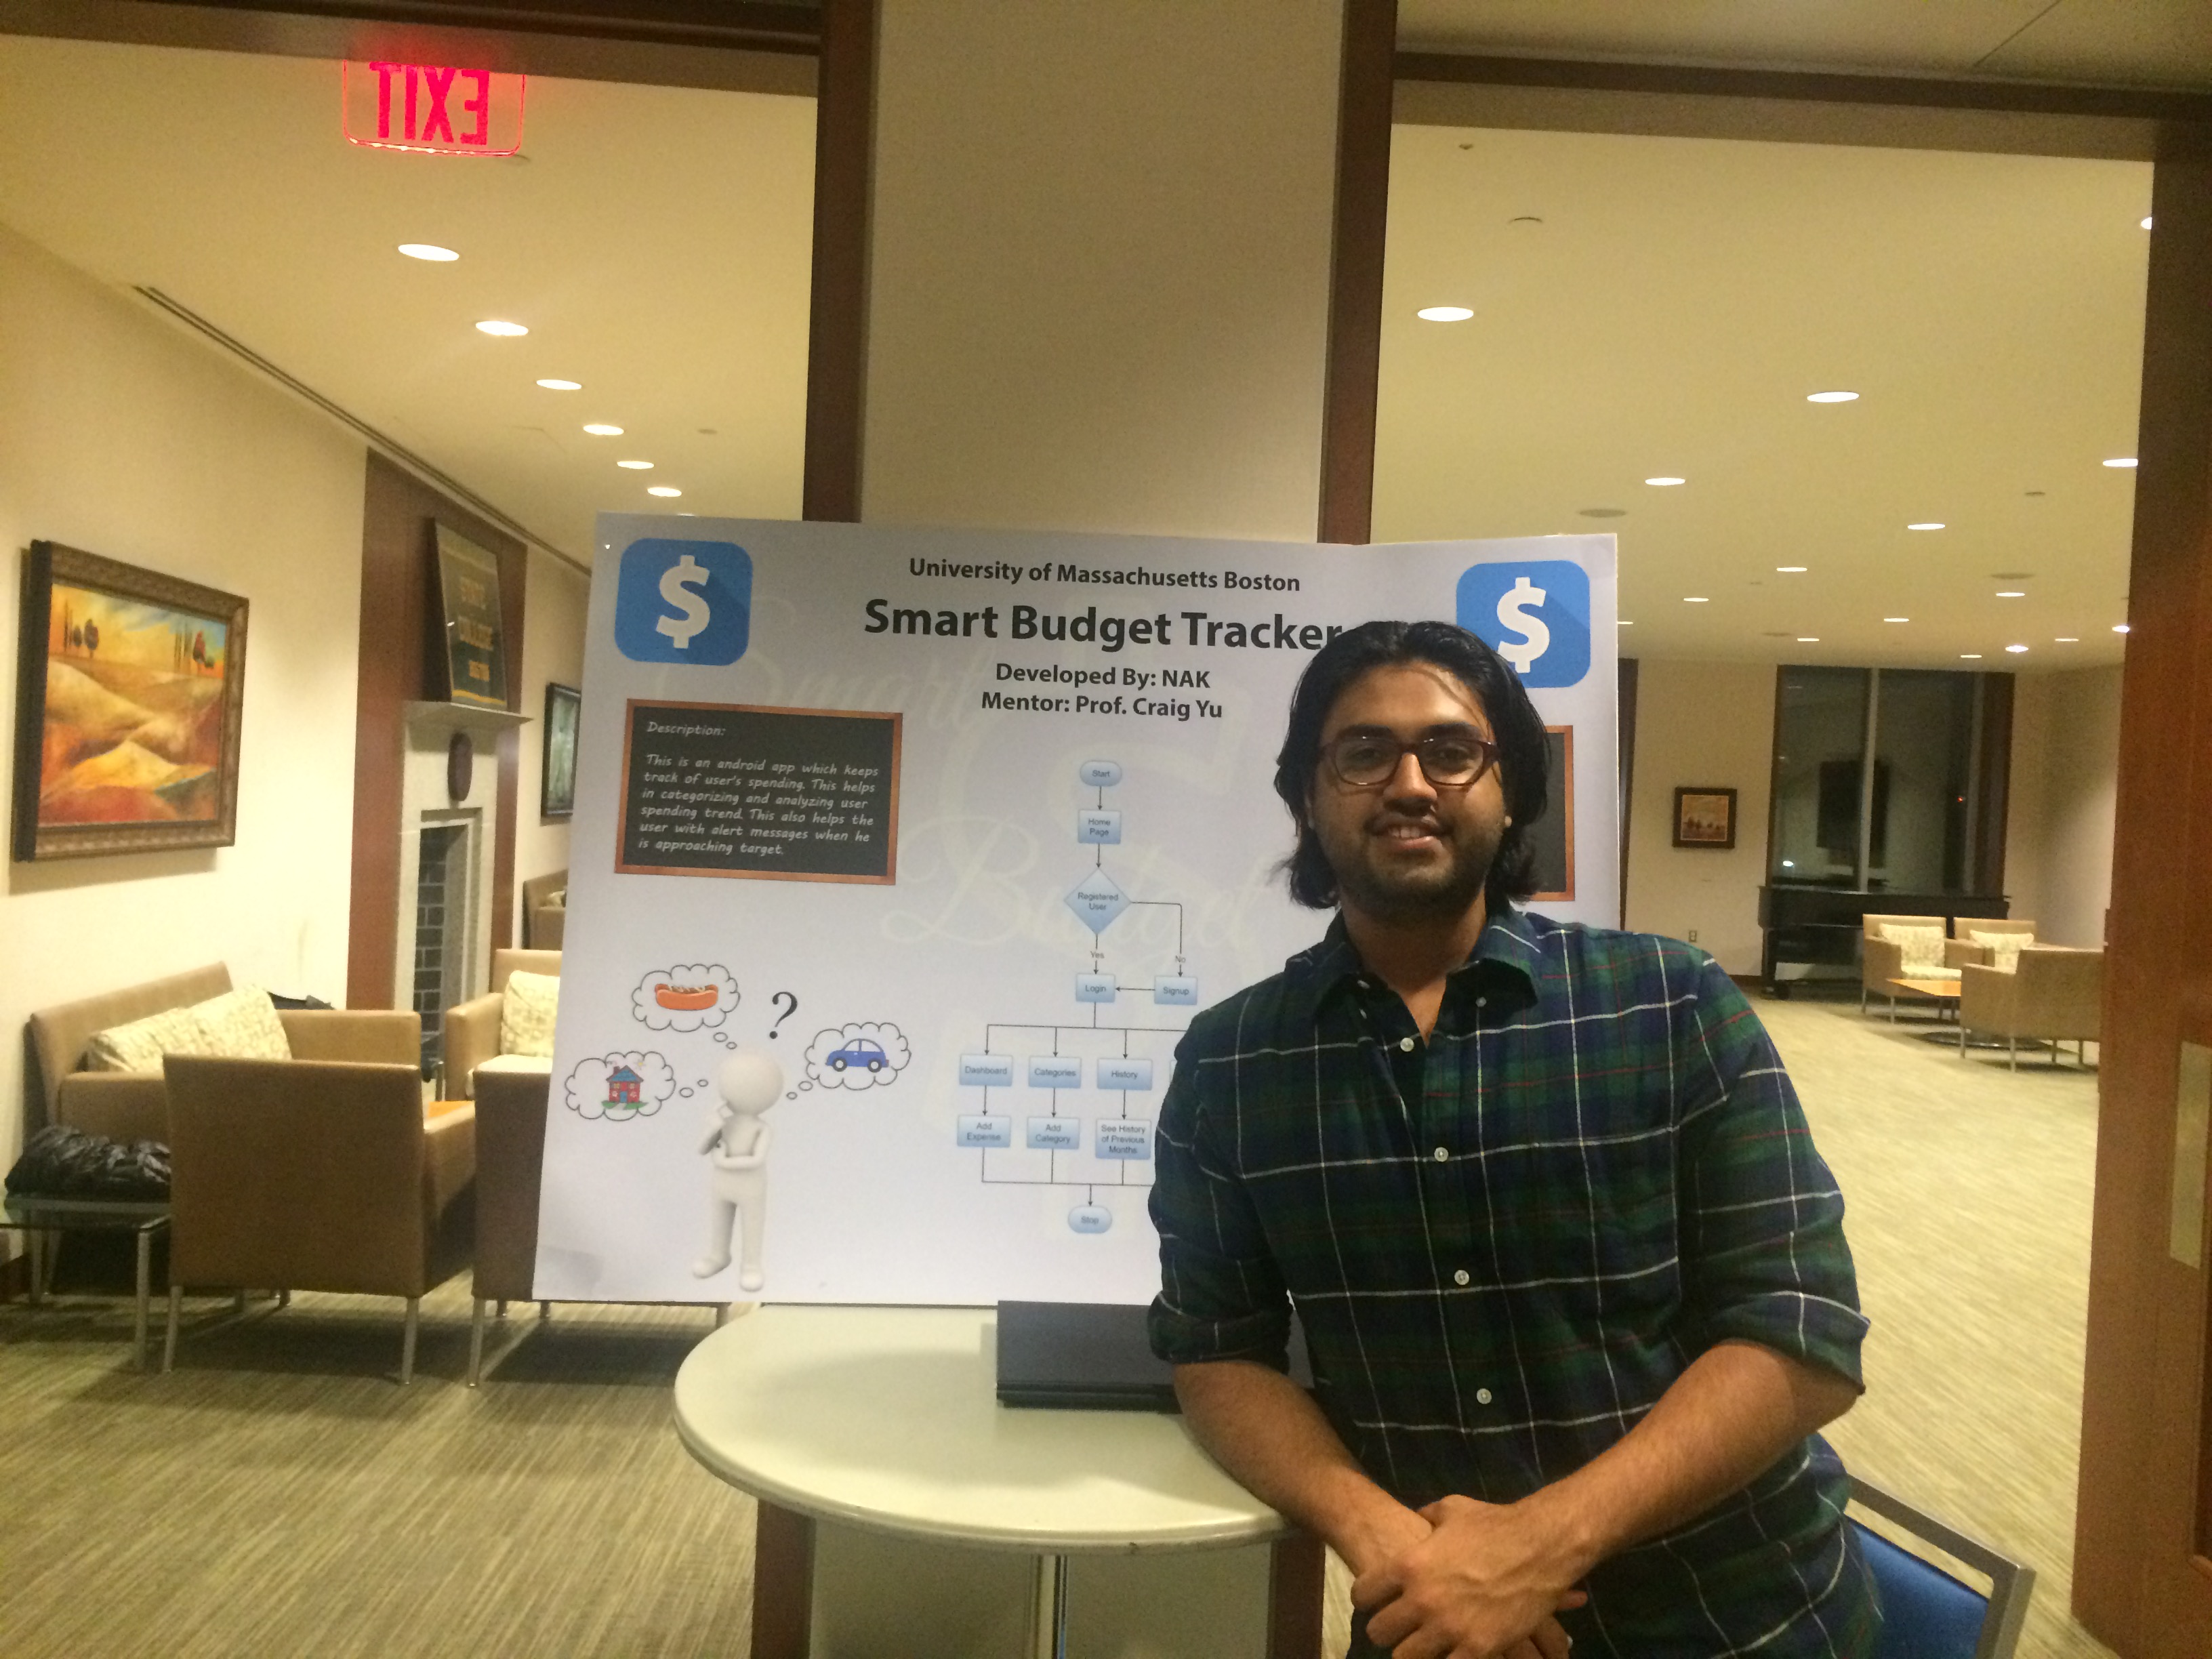 EXIT
$
$
University of Massachusetts Boston
Smart Budget Tracker
Developed By: NAK
Mentor: Prof. Craig Yu
Description:
This is an android app which keeps
track of user's spending. This helps
in categorizing and analyzing user
spending trend. This also helps the
user with alert messages when he
is approaching target.
Smart
Budget
Start
Home
Page
Registered
User
Yes
No
Login
Signup
Dashboard
Categories
History
Add
Expense
Add
Category
See History
of Previous
Months
Stop
?